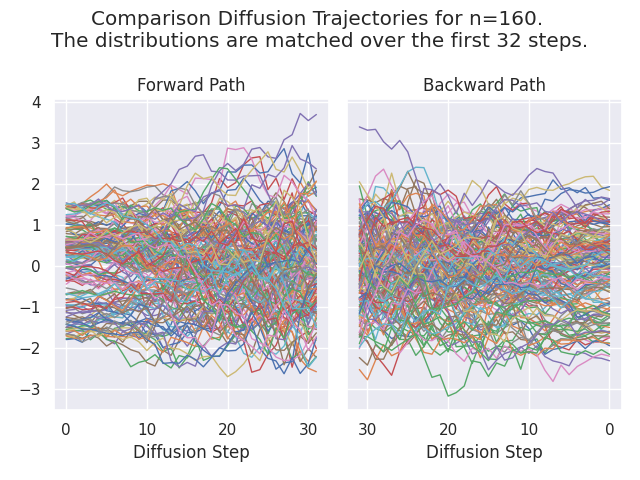 Comparison Diffusion Trajectories for n=160.
The distributions are matched over the first 32 steps.
Forward Path
Backward Path
4
3
2
1
0
−1
−2
−3
0 10 20 30
30 20 10 0
Diffusion Step
Diffusion Step